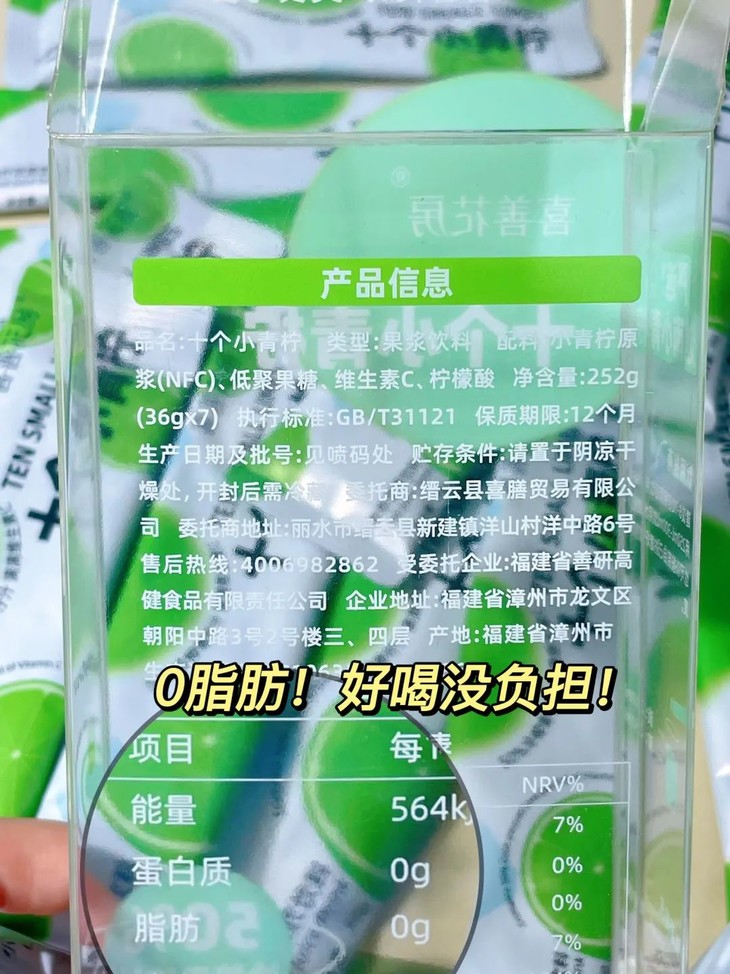 十个小青柠
喜善花房
产品信息
品名:十个小青柠 类型:果浆饮料 配料:小青柠原
浆(NFC)、低聚果糖、维生素C、柠檬酸 净含量:252g
(36gx7) 执行标准:GB/T31121 保质期限:12个月
生产日期及批号:见喷码处 贮存条件:请置于阴凉干
燥处,开封后需冷藏 委托商:缙云县喜膳贸易有限公
司 委托商地址:丽水市缙云县新建镇洋山村洋中路6号
售后热线:4006982862 受委托企业:福建省善研高
健食品有限责任公司 企业地址:福建省漳州市龙文区
朝阳中路3号2号楼三、四层 产地:福建省漳州市
0脂肪！好喝没负担！
项目 每 NRV%
能量 564kj 7%
蛋白质 0g 0%
脂肪 0g 0%
7%
TEN SMALL
50%